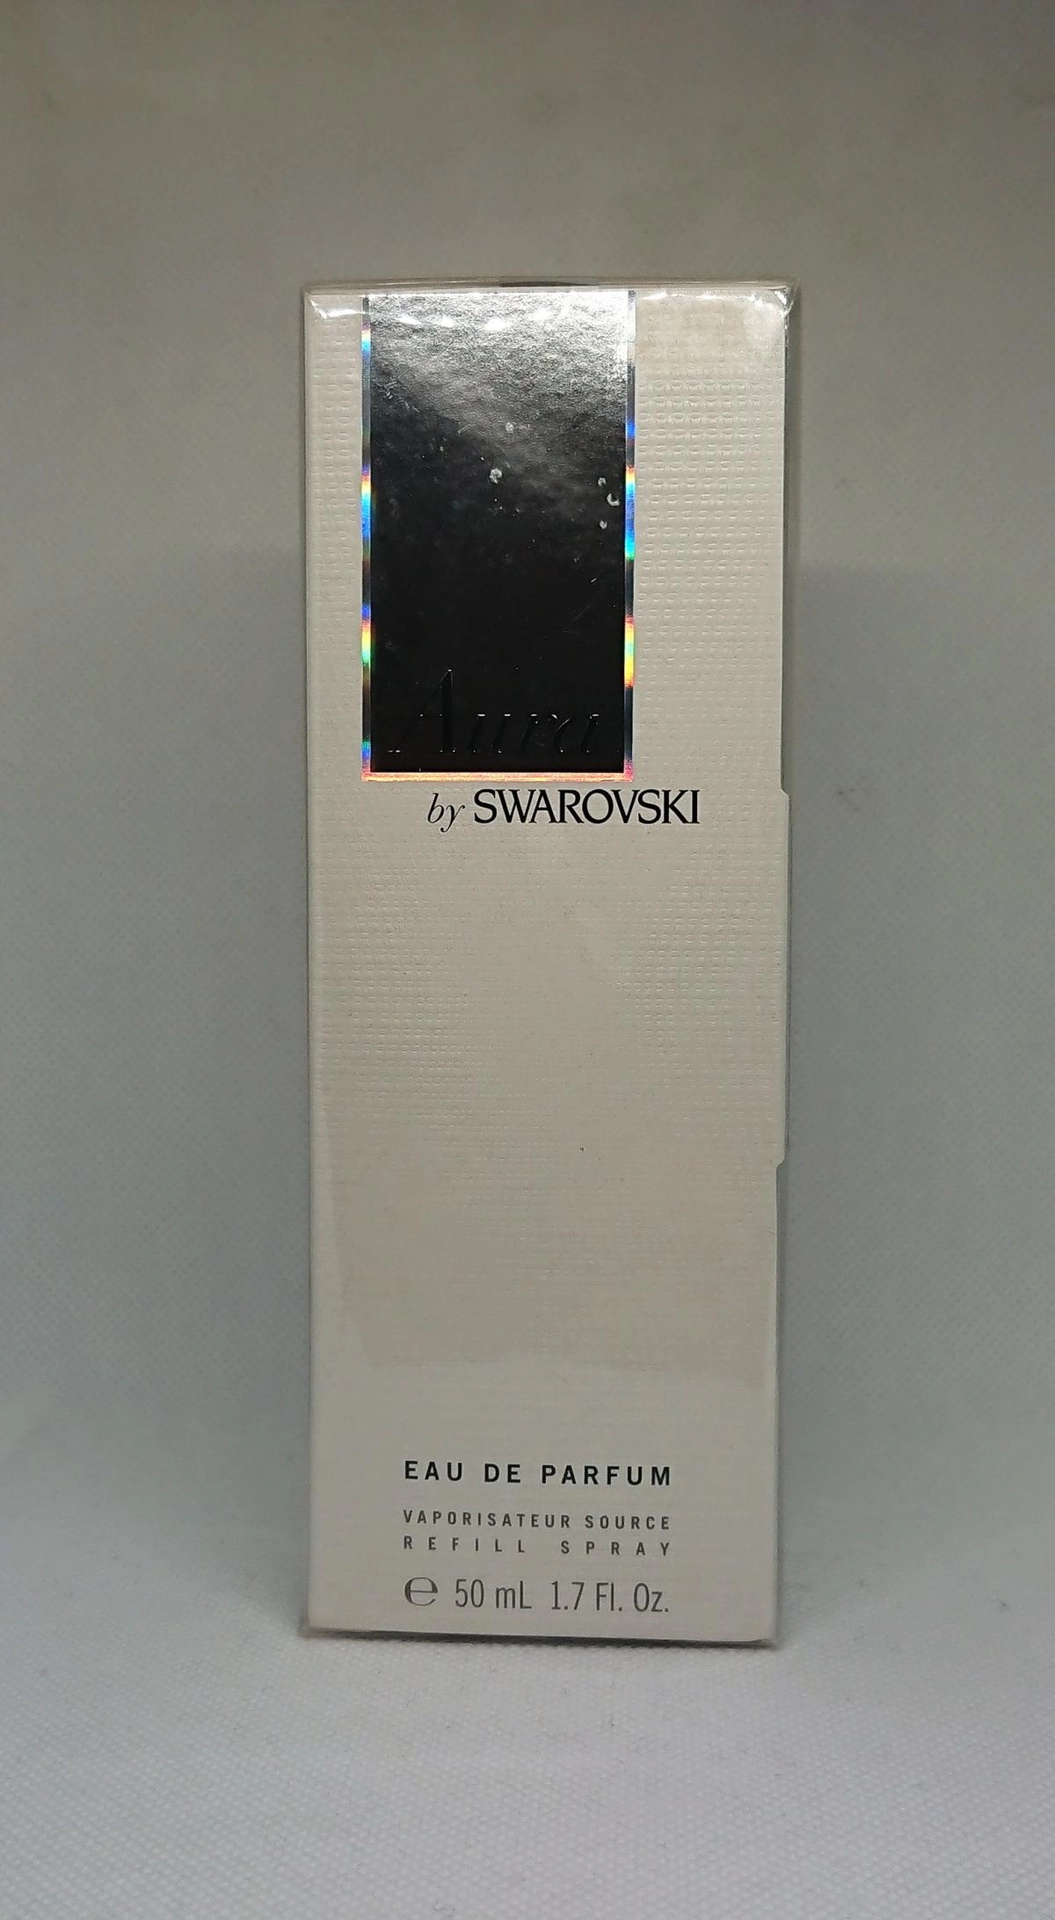 Aura
by SWAROVSKI
EAU DE PARFUM
VAPORISATEUR SOURCE
REFILL SPRAY
℮ 50 mL 1.7 Fl. Oz.